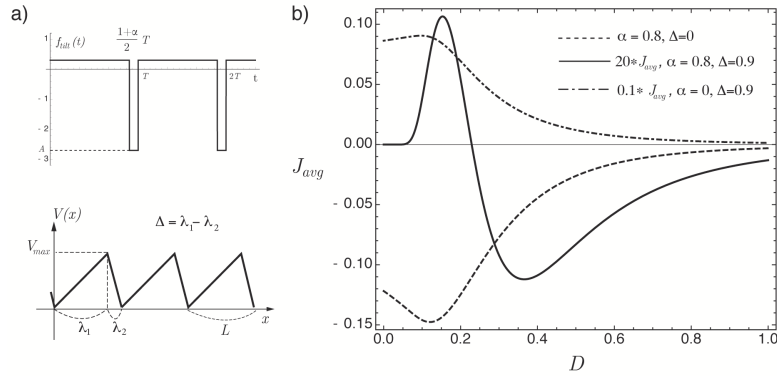 a)
f_tilt(t)
1+α
2
T
1
T
2T
t
- 1
- 2
A
- 3
V(x)
Δ = λ₁ − λ₂
V_max
λ₁
λ₂
L
x
b)
0.10
0.05
0.00
- 0.05
- 0.10
- 0.15
J_avg
α = 0.8, Δ=0
20* J_avg, α = 0.8, Δ=0.9
0.1* J_avg, α = 0, Δ=0.9
0.0 0.2 0.4 0.6 0.8 1.0
D